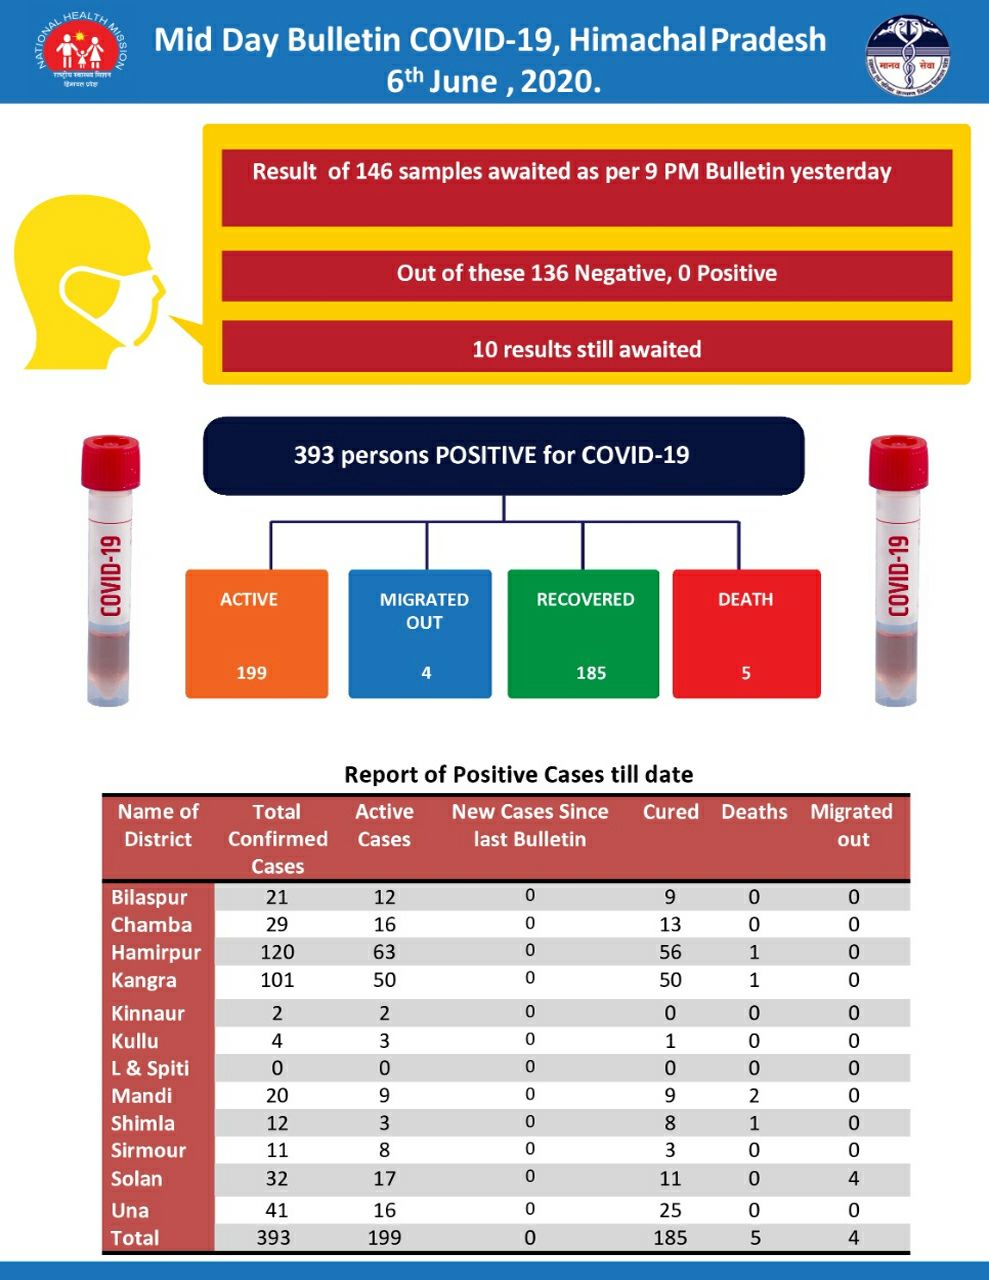 NATIONAL HEALTH MISSION
राष्ट्रीय स्वास्थ्य मिशन
हिमाचल प्रदेश
Mid Day Bulletin COVID-19, Himachal Pradesh
6th June , 2020.
मानव सेवा
Result of 146 samples awaited as per 9 PM Bulletin yesterday
Out of these 136 Negative, 0 Positive
10 results still awaited
393 persons POSITIVE for COVID-19
COVID-19
COVID-19
ACTIVE MIGRATED OUT RECOVERED DEATH
199 4 185 5
Report of Positive Cases till date
Name of District Total Confirmed Cases Active Cases New Cases Since last Bulletin Cured Deaths Migrated out
Bilaspur 21 12 0 9 0 0
Chamba 29 16 0 13 0 0
Hamirpur 120 63 0 56 1 0
Kangra 101 50 0 50 1 0
Kinnaur 2 2 0 0 0 0
Kullu 4 3 0 1 0 0
L & Spiti 0 0 0 0 0 0
Mandi 20 9 0 9 2 0
Shimla 12 3 0 8 1 0
Sirmour 11 8 0 3 0 0
Solan 32 17 0 11 0 4
Una 41 16 0 25 0 0
Total 393 199 0 185 5 4